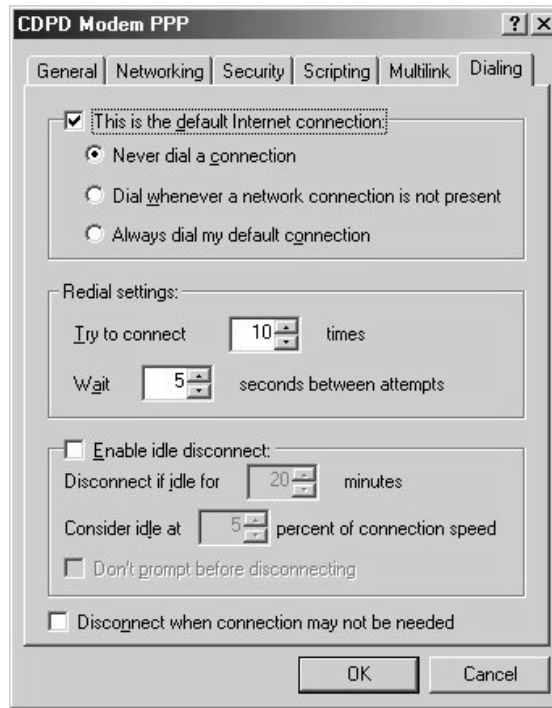 CDPD Modem PPP
General Networking Security Scripting Multilink Dialing
This is the default Internet connection:
Never dial a connection
Dial whenever a network connection is not present
Always dial my default connection
Redial settings:
Try to connect 10 times
Wait 5 seconds between attempts
Enable idle disconnect:
Disconnect if idle for 20 minutes
Consider idle at 5 percent of connection speed
Don't prompt before disconnecting
Disconnect when connection may not be needed
OK Cancel